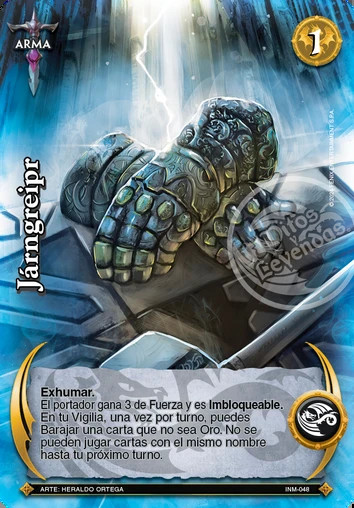 ARMA
1
Járngreipr
Mitos y
Leyendas
Exhumar.
El portador gana 3 de Fuerza y es Imbloqueable.
En tu Vigilia, una vez por turno, puedes
Barajar una carta que no sea Oro. No se
pueden jugar cartas con el mismo nombre
hasta tu próximo turno.
ARTE: HERALDO ORTEGA
INM-048